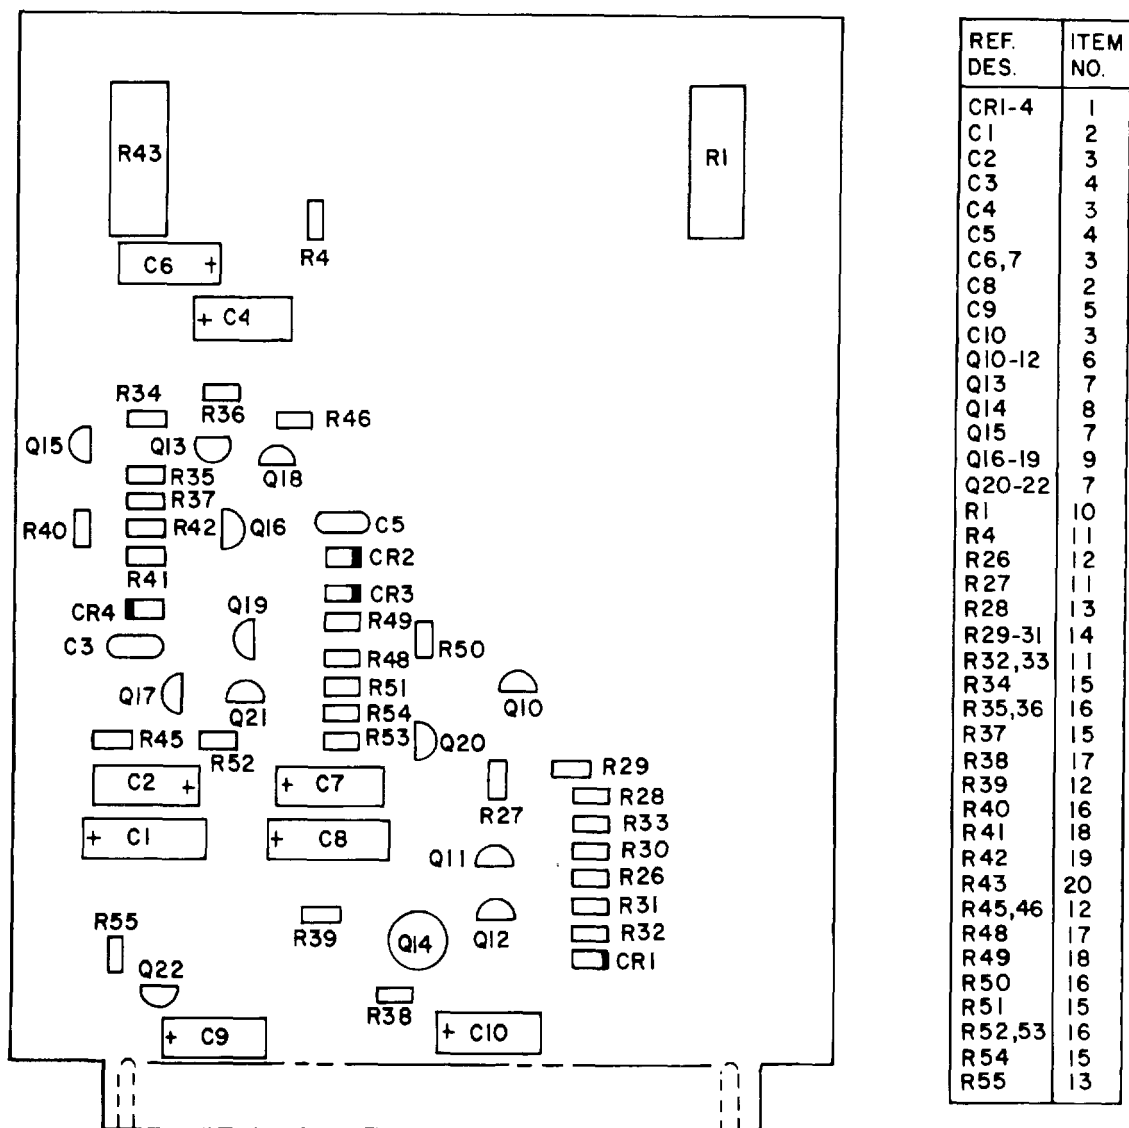 R43
R1
R4
C6 +
+ C4
R34
R36
R46
Q15
Q13
Q18
R35
R37
R40
R42
Q16
C5
R41
CR2
CR3
CR4
Q19
R49
C3
R50
R48
Q17
Q21
R51
Q10
R54
R45
R52
R53
Q20
C2 +
+ C7
R29
R27
R28
+ C1
+ C8
R33
Q11
R30
R26
R55
R39
Q14
Q12
R31
R32
CR1
Q22
R38
+ C9
+ C10
REF. DES. ITEM NO.
CR1-4 1
C1 2
C2 3
C3 4
C4 3
C5 4
C6,7 3
C8 2
C9 5
C10 3
Q10-12 6
Q13 7
Q14 8
Q15 7
Q16-19 9
Q20-22 7
R1 10
R4 11
R26 12
R27 11
R28 13
R29-31 14
R32,33 11
R34 15
R35,36 16
R37 15
R38 17
R39 12
R40 16
R41 18
R42 19
R43 20
R45,46 12
R48 17
R49 18
R50 16
R51 15
R52,53 16
R54 15
R55 13